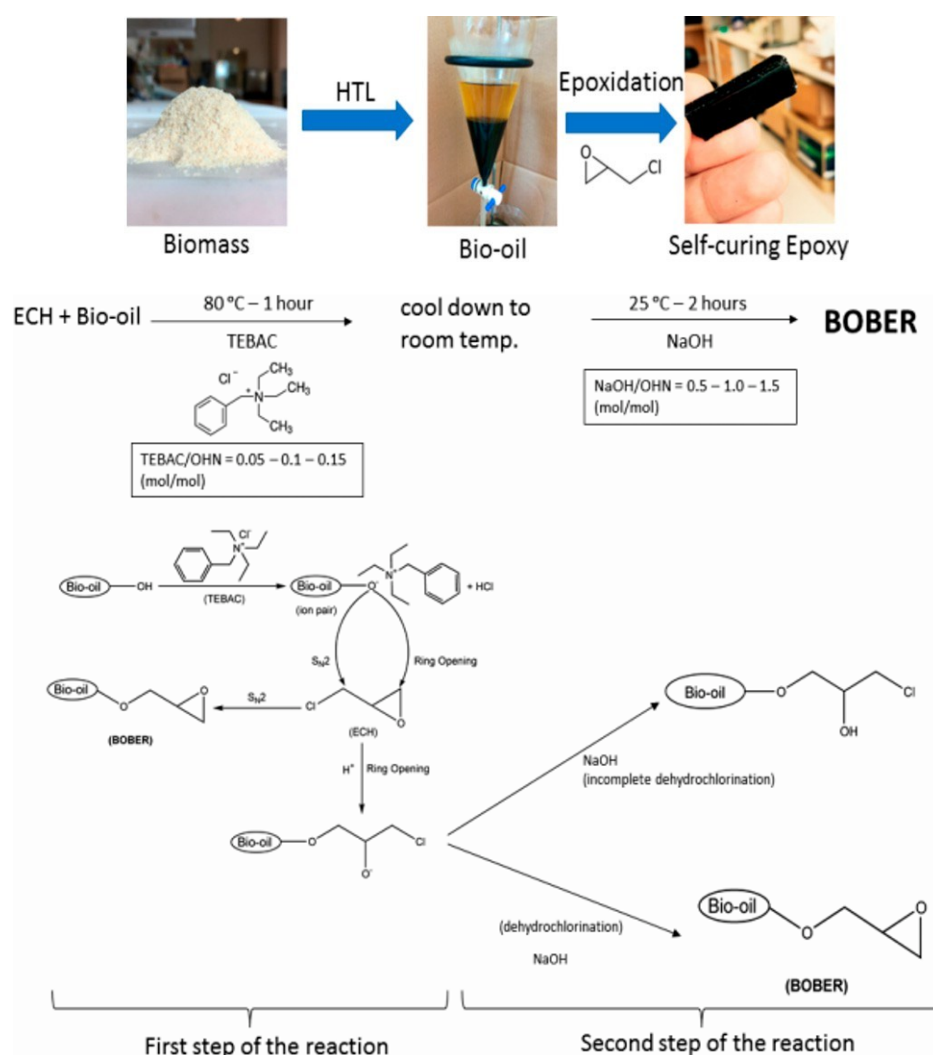 HTL
Epoxidation
O
Cl
Biomass
Bio-oil
Self-curing Epoxy
ECH + Bio-oil
80 °C – 1 hour
TEBAC
cool down to
room temp.
25 °C – 2 hours
NaOH
BOBER
Cl⁻
CH₃
N⁺
CH₃
CH₃
TEBAC/OHN = 0.05 – 0.1 – 0.15
(mol/mol)
NaOH/OHN = 0.5 – 1.0 – 1.5
(mol/mol)
Bio-oil
OH
Cl⁻
N⁺
(TEBAC)
Bio-oil
O⁻
(ion pair)
N⁺
+ HCl
SN2
Ring Opening
Bio-oil
O
O
(BOBER)
SN2
Cl
O
(ECH)
H⁺
Ring Opening
Bio-oil
O
Cl
O⁻
NaOH
(incomplete dehydrochlorination)
Bio-oil
O
Cl
OH
(dehydrochlorination)
NaOH
Bio-oil
O
O
(BOBER)
First step of the reaction
Second step of the reaction